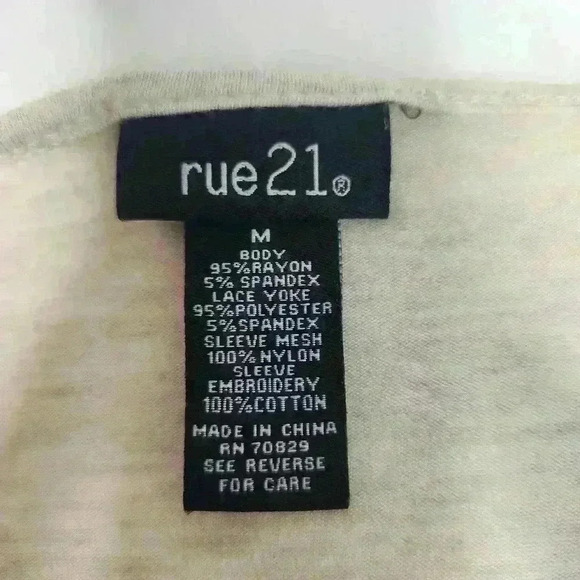 rue21®
M
BODY
95%RAYON
5% SPANDEX
LACE YOKE
95%POLYESTER
5%SPANDEX
SLEEVE MESH
100%NYLON
SLEEVE
EMBROIDERY
100%COTTON
MADE IN CHINA
RN 70829
SEE REVERSE
FOR CARE